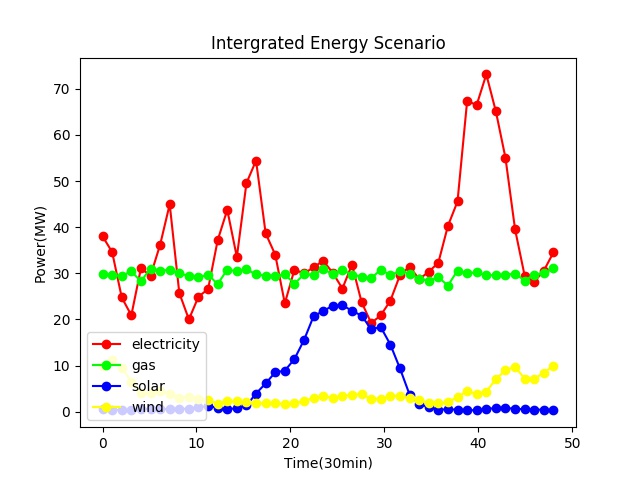 Intergrated Energy Scenario
Power(MW)
70
60
50
40
30
20
10
0
electricity
gas
solar
wind
0 10 20 30 40 50
Time(30min)